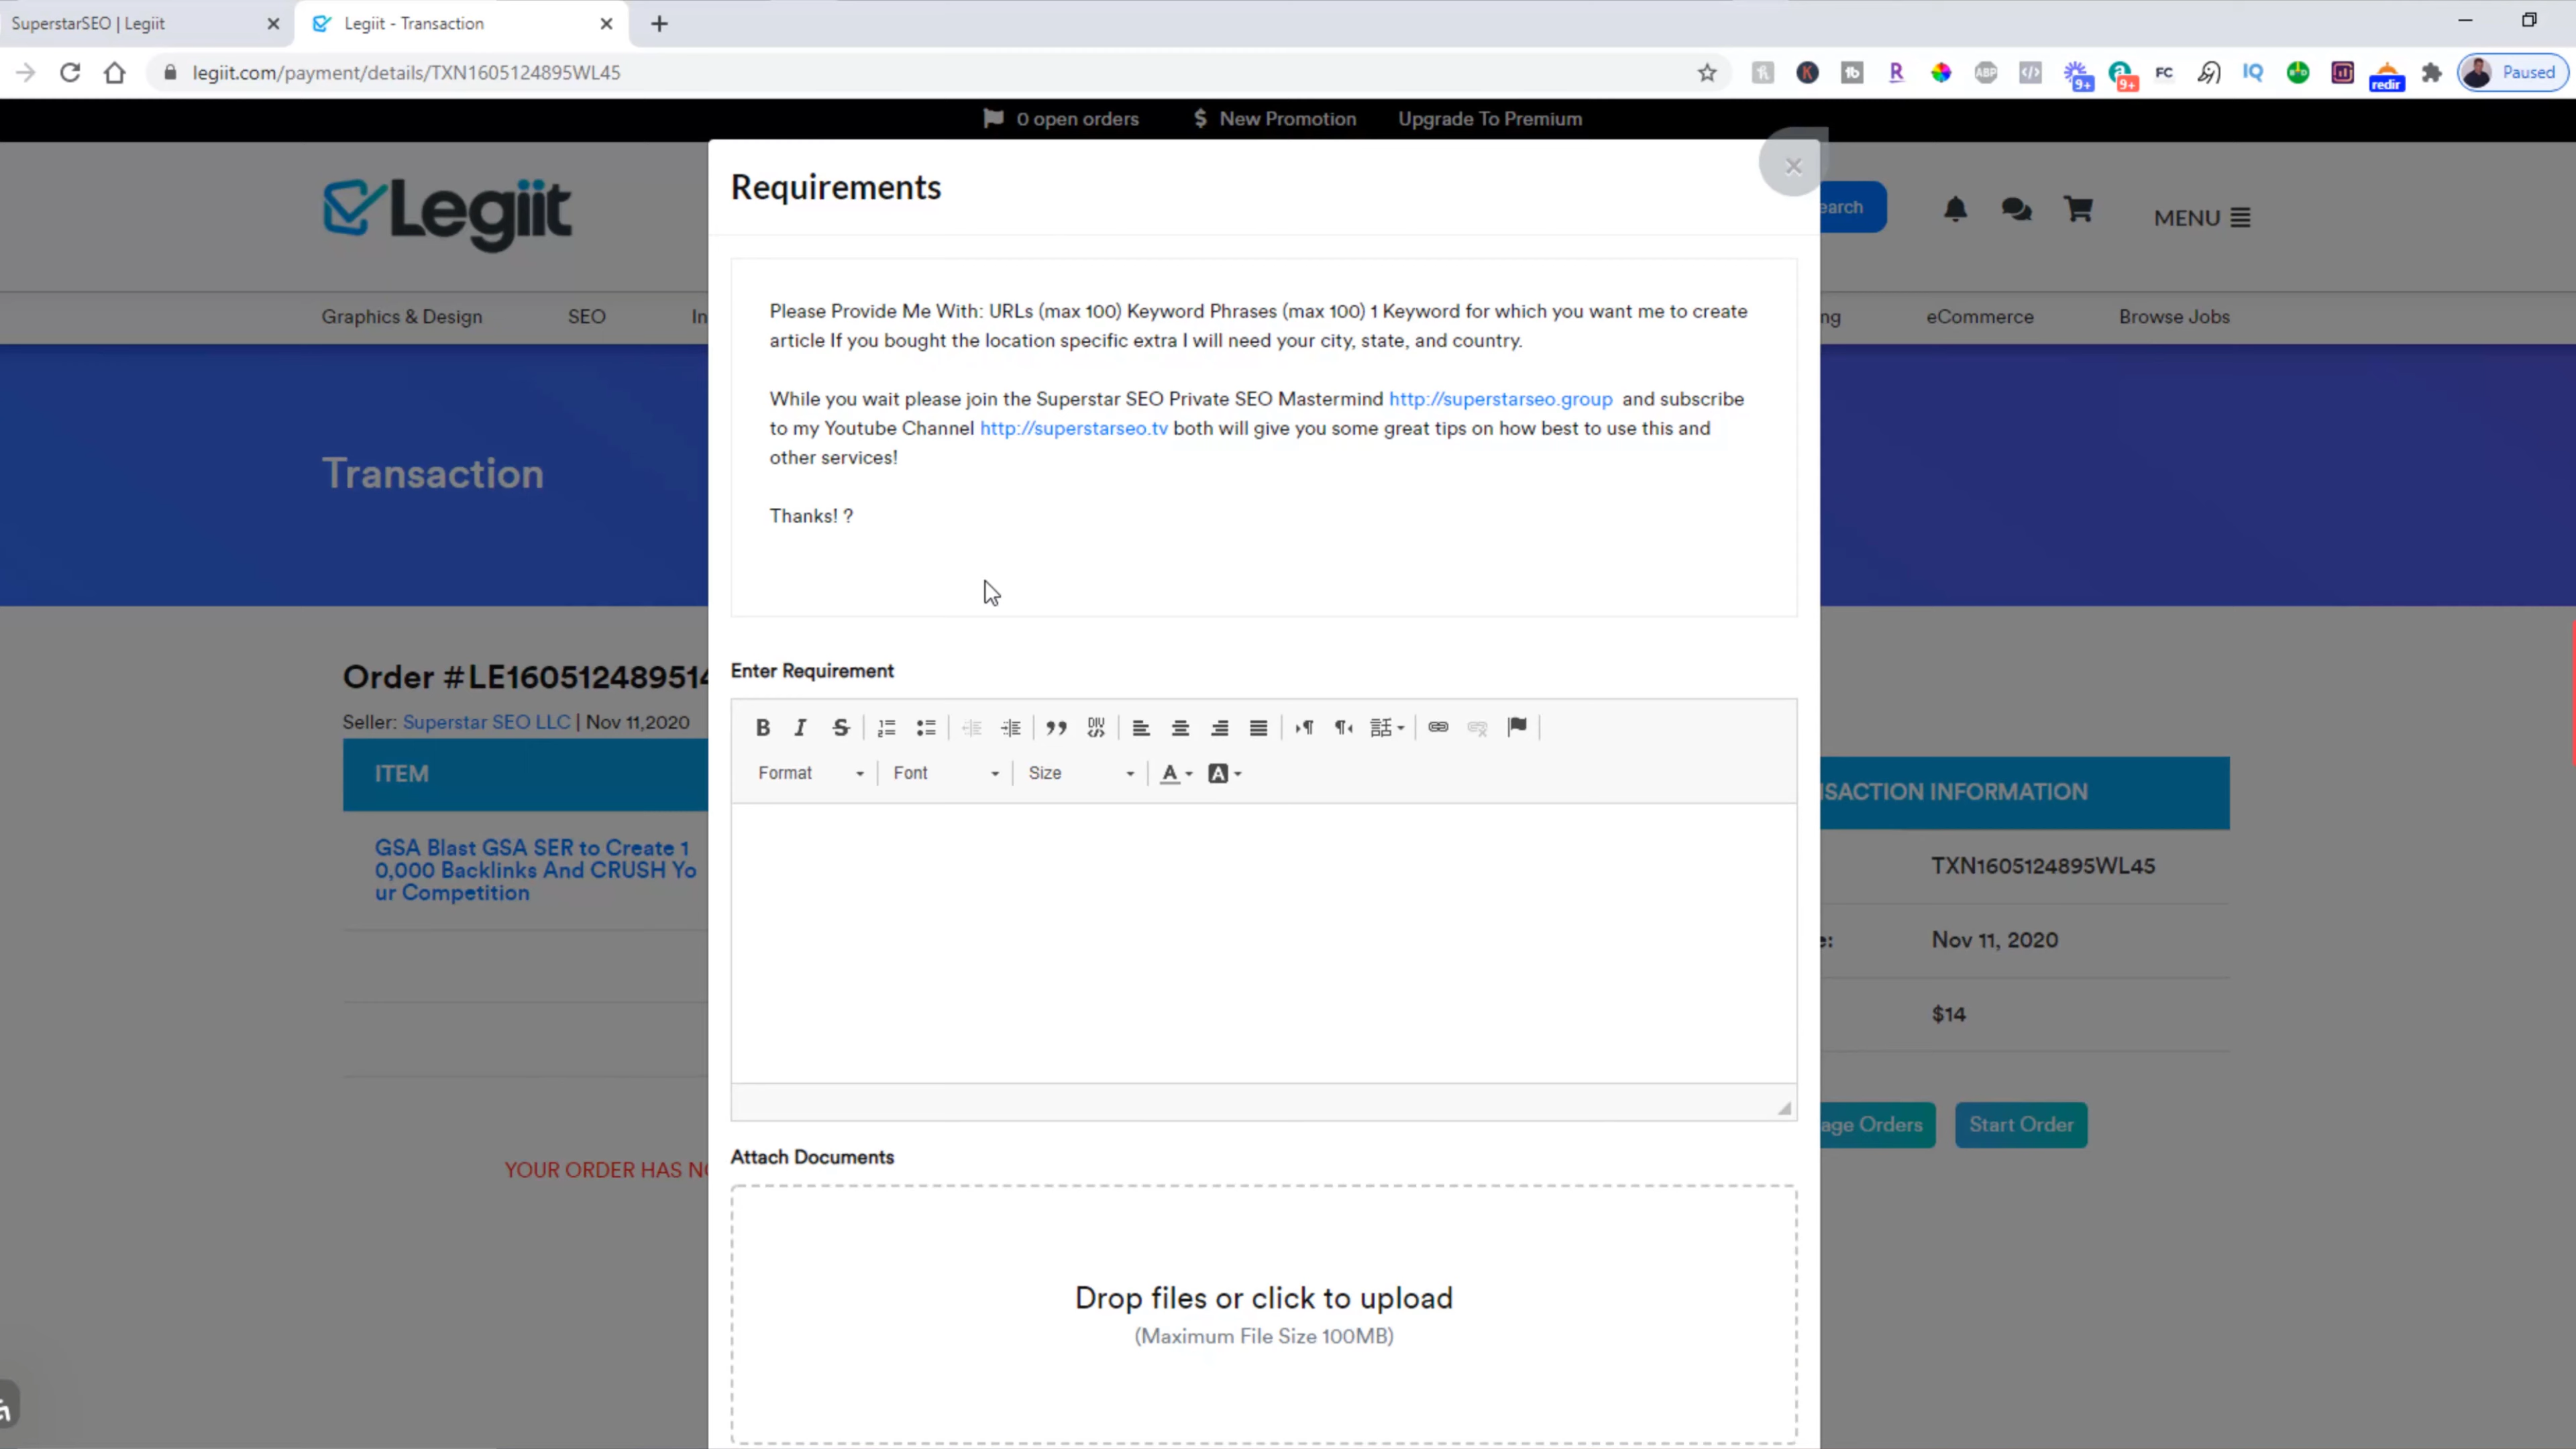 SuperstarSEO | Legiit
Legiit - Transaction
legiit.com/payment/details/TXN1605124895WL45
9+
9+
FC
IQ
redir
Paused
0 open orders
$ New Promotion
Upgrade To Premium
Legiit
earch
MENU
Graphics & Design
SEO
In
ng
eCommerce
Browse Jobs
Transaction
Requirements
Please Provide Me With: URLs (max 100) Keyword Phrases (max 100) 1 Keyword for which you want me to create
article If you bought the location specific extra I will need your city, state, and country.
While you wait please join the Superstar SEO Private SEO Mastermind http://superstarseo.group and subscribe
to my Youtube Channel http://superstarseo.tv both will give you some great tips on how best to use this and
other services!
Thanks! ?
Enter Requirement
Format
Font
Size
Attach Documents
Drop files or click to upload
(Maximum File Size 100MB)
Order #LE160512489514
Seller: Superstar SEO LLC | Nov 11,2020
ITEM
GSA Blast GSA SER to Create 1
0,000 Backlinks And CRUSH Yo
ur Competition
YOUR ORDER HAS NO
SACTION INFORMATION
TXN1605124895WL45
e:
Nov 11, 2020
$14
age Orders
Start Order